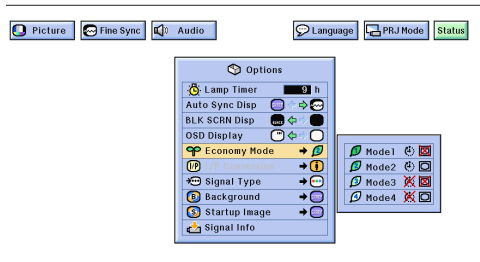 Picture Fine Sync Audio Language PRJ Mode Status
Options
Lamp Timer 9 h
Auto Sync Disp
BLK SCRN Disp
OSD Display
Economy Mode
I/P
Signal Type
Background
Startup Image
Signal Info
Mode1
Mode2
Mode3
Mode4